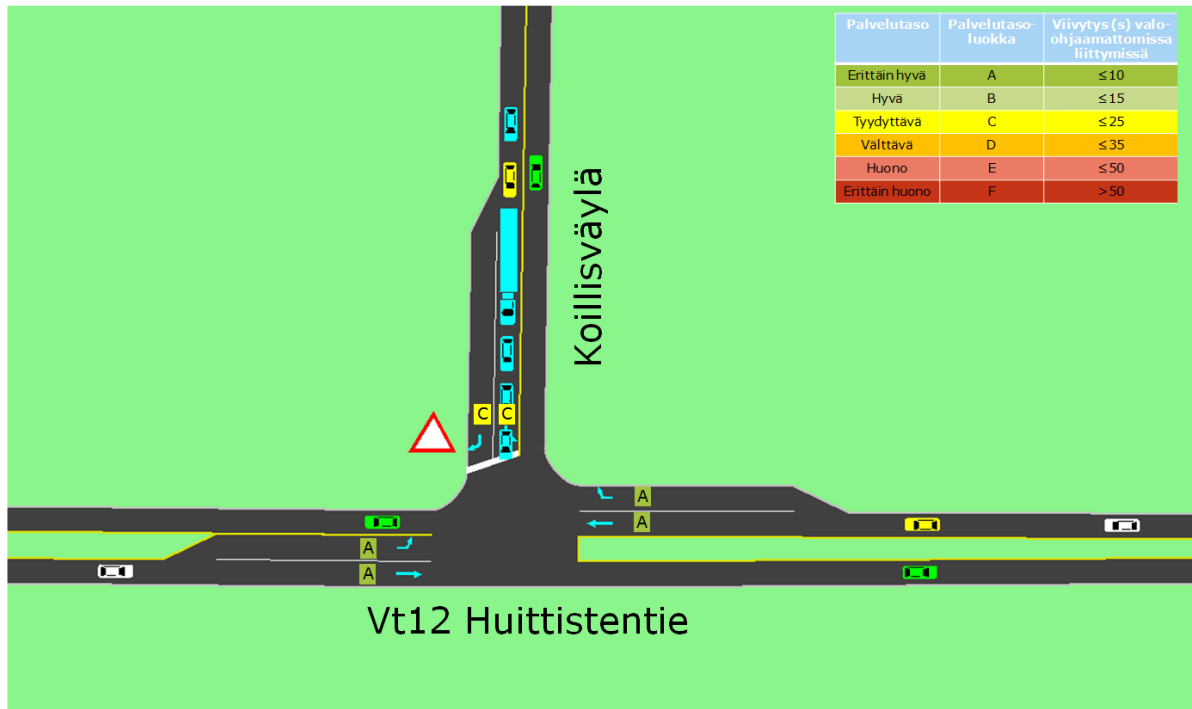 Palvelutaso Palvelutaso-luokka Viivytys (s) valo-ohjaamattomissa liittymissä
Erittäin hyvä A ≤10
Hyvä B ≤15
Tyydyttävä C ≤25
Välttävä D ≤35
Huono E ≤50
Erittäin huono F >50
Koillisväylä
C C
A
A
A
A
Vt12 Huittistentie